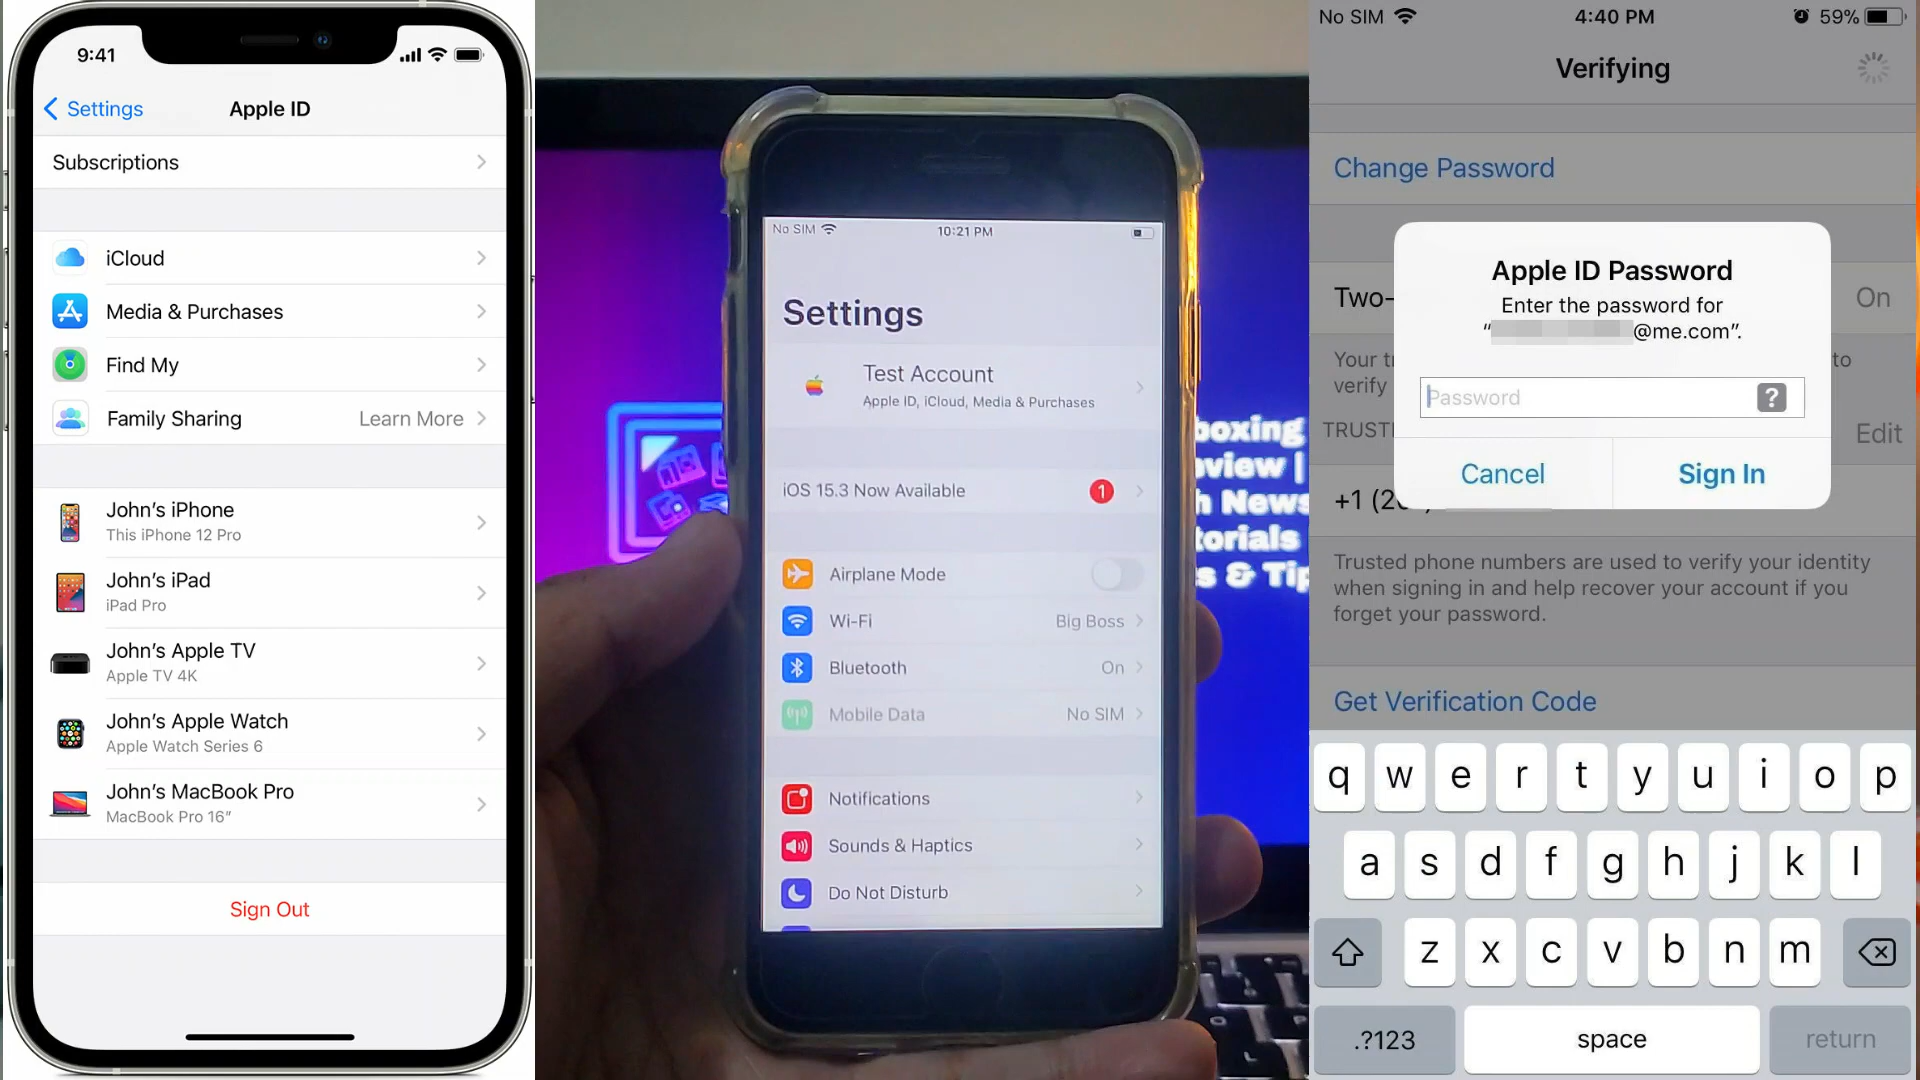 9:41
Settings
Apple ID
Subscriptions
iCloud
Media & Purchases
Find My
Family Sharing
Learn More
John's iPhone
This iPhone 12 Pro
John's iPad
iPad Pro
John's Apple TV
Apple TV 4K
John's Apple Watch
Apple Watch Series 6
John's MacBook Pro
MacBook Pro 16"
Sign Out
No SIM
10:21 PM
Settings
Test Account
Apple ID, iCloud, Media & Purchases
iOS 15.3 Now Available
1
Airplane Mode
Wi-Fi
Big Boss
Bluetooth
On
Mobile Data
No SIM
Notifications
Sounds & Haptics
Do Not Disturb
boxing
view |
h News
torials
s & Tip
No SIM
4:40 PM
59%
Verifying
Change Password
Two-
On
Your t
to
verify
TRUST
Edit
+1 (2
Apple ID Password
Enter the password for
"@me.com".
Password
?
Cancel
Sign In
Trusted phone numbers are used to verify your identity
when signing in and help recover your account if you
forget your password.
Get Verification Code
q w e r t y u i o p
a s d f g h j k l
z x c v b n m
.?123
space
return